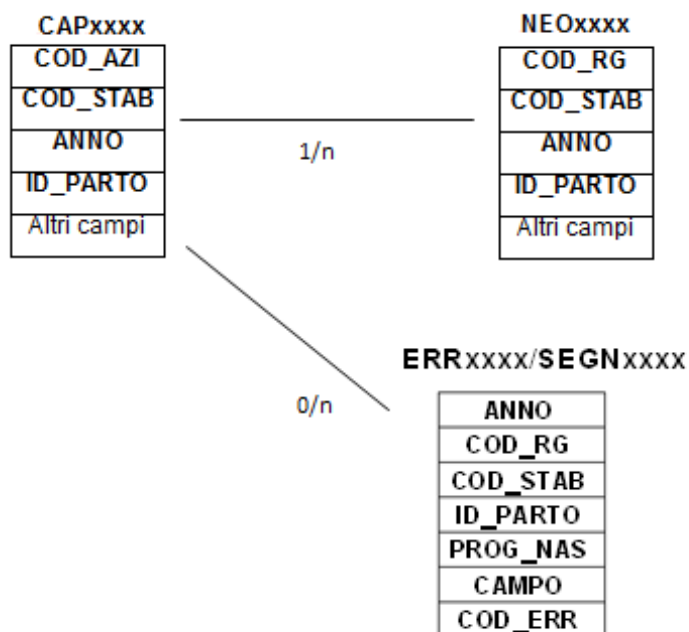 CAPxxxx
COD_AZI
COD_STAB
ANNO
ID_PARTO
Altri campi
1/n
NEOxxxx
COD_RG
COD_STAB
ANNO
ID_PARTO
Altri campi
0/n
ERRxxxx/SEGNxxxx
ANNO
COD_RG
COD_STAB
ID_PARTO
PROG_NAS
CAMPO
COD_ERR